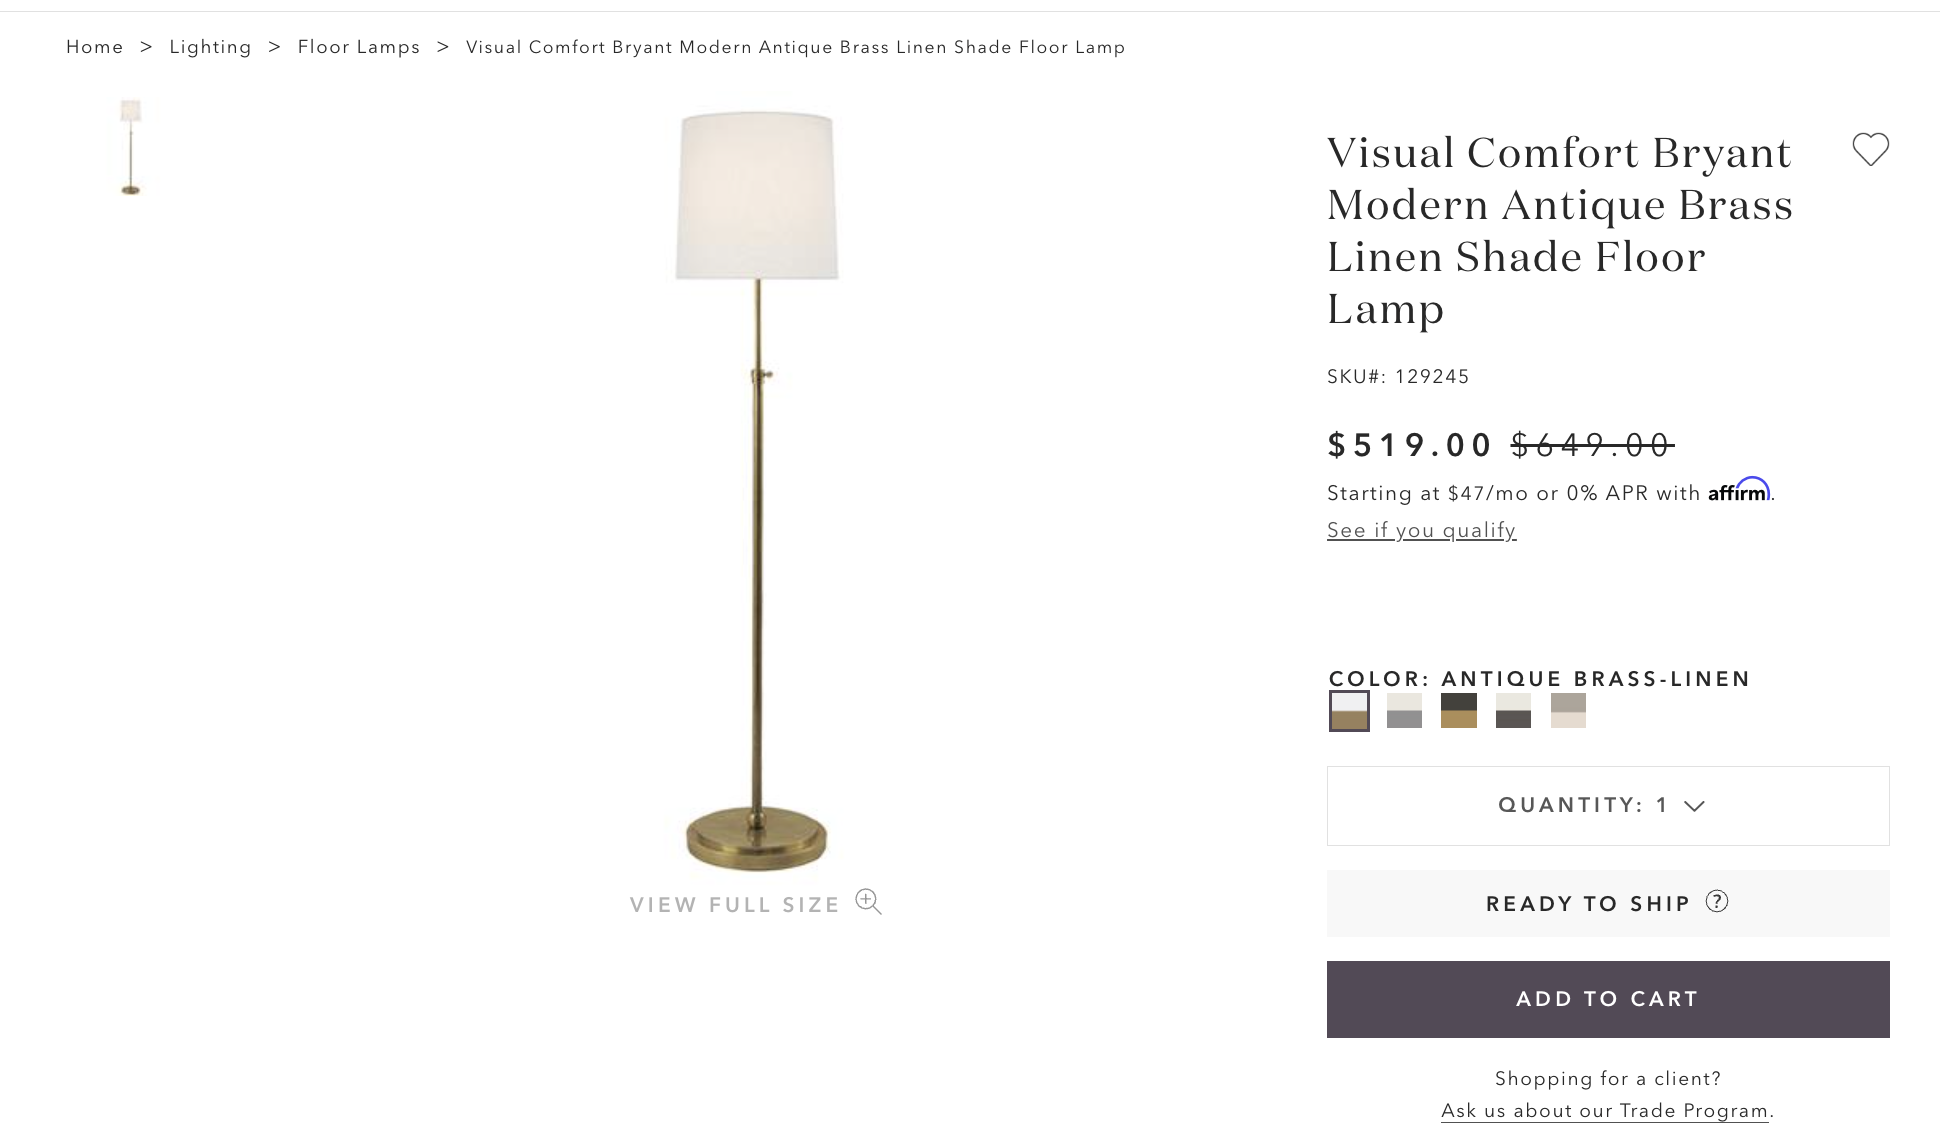 Home > Lighting > Floor Lamps > Visual Comfort Bryant Modern Antique Brass Linen Shade Floor Lamp
Visual Comfort Bryant
Modern Antique Brass
Linen Shade Floor
Lamp
SKU#: 129245
$519.00 $649.00
Starting at $47/mo or 0% APR with affirm.
See if you qualify
COLOR: ANTIQUE BRASS-LINEN
QUANTITY: 1
VIEW FULL SIZE
READY TO SHIP ?
ADD TO CART
Shopping for a client?
Ask us about our Trade Program.